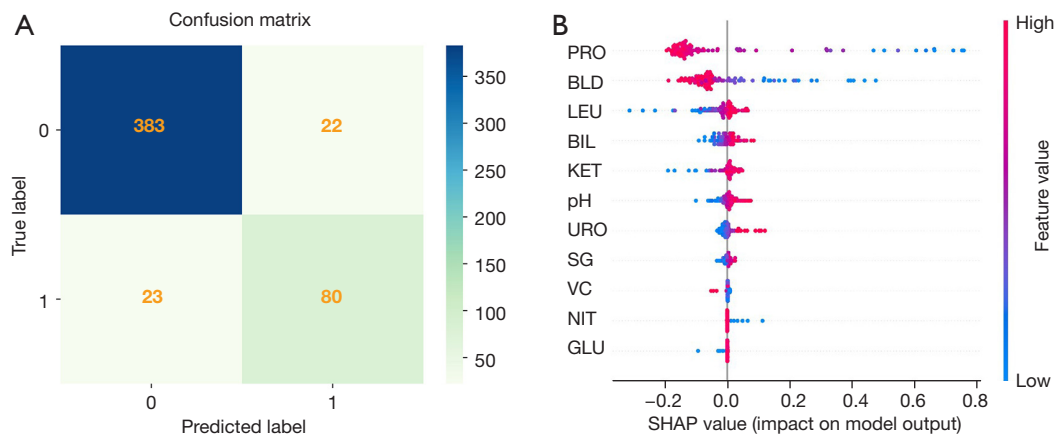 A
Confusion matrix
True label
0
1
383
22
23
80
0
1
Predicted label
350
300
250
200
150
100
50
B
PRO
BLD
LEU
BIL
KET
pH
URO
SG
VC
NIT
GLU
−0.2
0.0
0.2
0.4
0.6
0.8
SHAP value (impact on model output)
High
Feature value
Low